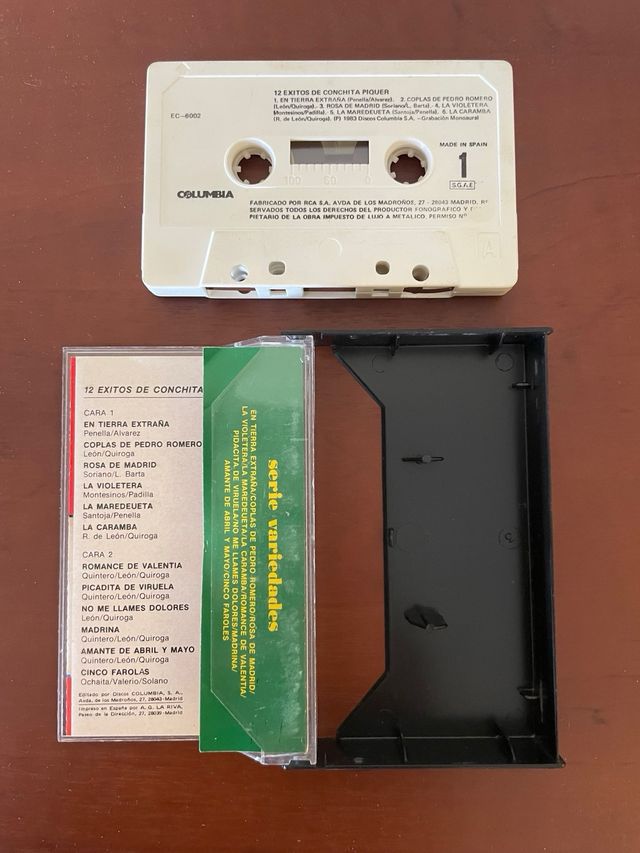 12 EXITOS DE CONCHITA PIQUER
1. EN TIERRA EXTRAÑA (Penella/Alvarez). 2. COPLAS DE PEDRO ROMERO
(León/Quiroga). 3. ROSA DE MADRID (Soriano/L. Barta). 4. LA VIOLETERA
Montesinos/Padilla). 5. LA MAREDEUETA (Santoja/Penella). 6. LA CARAMBA
(R. de León/Quiroga). (P) 1983 Discos Columbia S.A. -Grabación Monoaural
EC-6002
MADE IN SPAIN
1
S.G.A.E
100 50 0
COLUMBIA
FABRICADO POR RCA S.A. AVDA DE LOS MADROÑOS, 27 - 28043 MADRID.
SERVADOS TODOS LOS DERECHOS DEL PRODUCTOR FONOGRAFICO Y
PIETARIO DE LA OBRA IMPUESTO DE LUJO A METALICO, PERMISO Nº
A
12 EXITOS DE CONCHITA
CARA 1
EN TIERRA EXTRAÑA
Penella/Alvarez
COPLAS DE PEDRO ROMERO
León/Quiroga
ROSA DE MADRID
Soriano/L. Barta
LA VIOLETERA
Montesinos/Padilla
LA MAREDEUETA
Santoja/Penella
LA CARAMBA
R. de León/Quiroga
CARA 2
ROMANCE DE VALENTIA
Quintero/León/Quiroga
PICADITA DE VIRUELA
Quintero/León/Quiroga
NO ME LLAMES DOLORES
León/Quiroga
MADRINA
Quintero/León/Quiroga
AMANTE DE ABRIL Y MAYO
Quintero/León/Quiroga
CINCO FAROLAS
Ochaita/Valerio/Solano
Editado por Discos COLUMBIA, S. A.,
Avda. de los Madroños, 27, 28043-Madrid
Impreso en España por A. G. LA RIVA,
Paseo de la Dirección, 27, 28039-Madrid
serie variedades
EN TIERRA EXTRAÑA/COPLAS DE PEDRO ROMERO/ROSA DE MADRID/
LA VIOLETERA/LA MAREDEUETA/LA CARAMBA/ROMANCE DE VALENTIA/
PIDACITA DE VIRUELA/NO ME LLAMES DOLORES/MADRINA/
AMANTE DE ABRIL Y MAYO/CINCO FAROLES